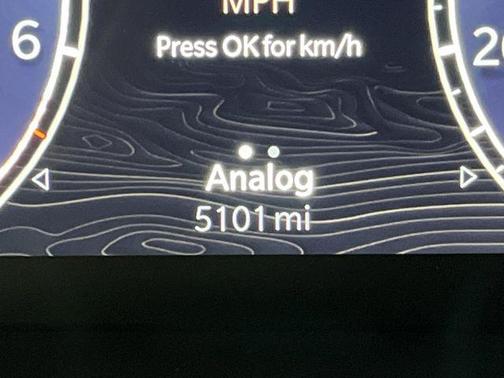 MPH
6
Press OK for km/h
Analog
5101 mi